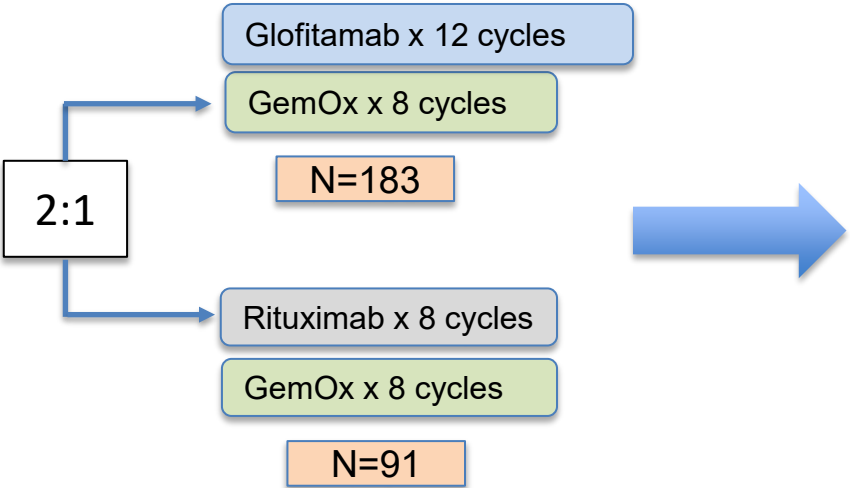 Glofitamab x 12 cycles
GemOx x 8 cycles
N=183
2:1
Rituximab x 8 cycles
GemOx x 8 cycles
N=91